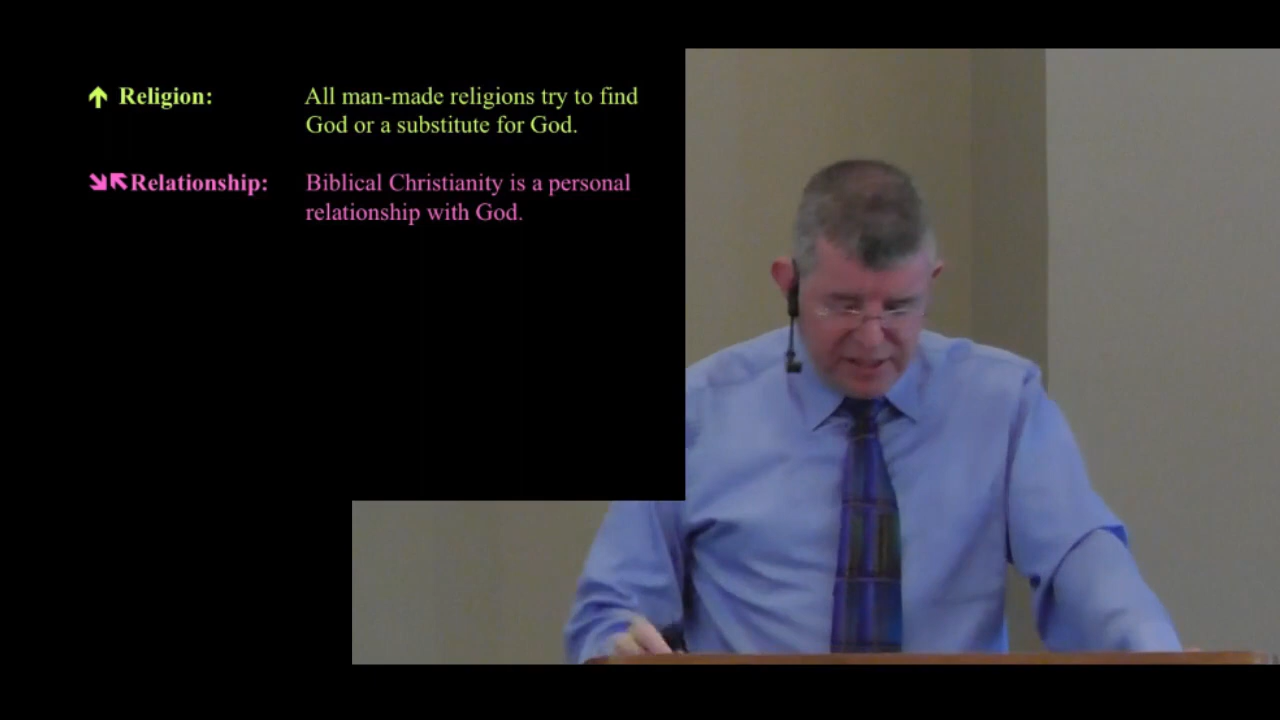 Religion: All man-made religions try to find
God or a substitute for God.
Relationship: Biblical Christianity is a personal
relationship with God.